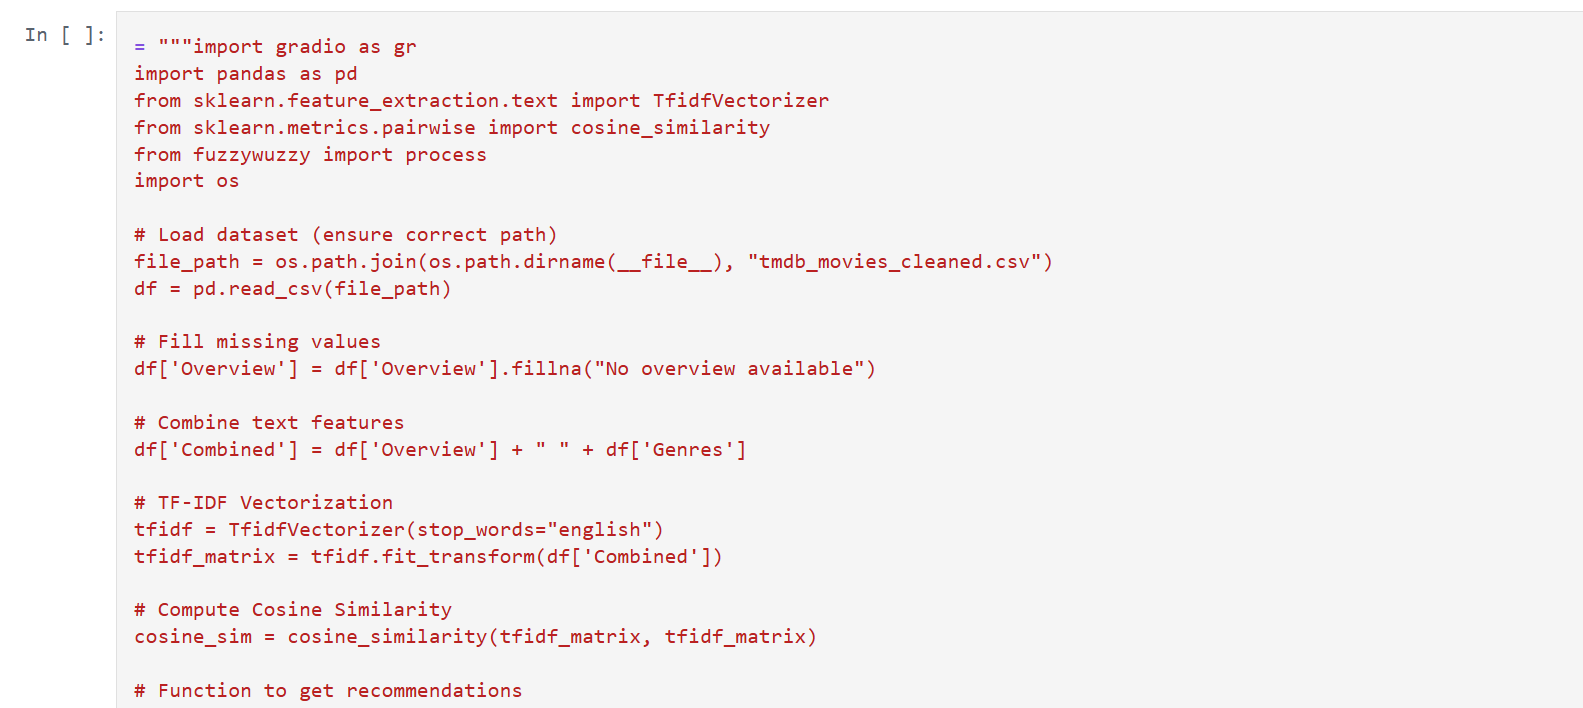 In [ ]:
= """import gradio as gr
import pandas as pd
from sklearn.feature_extraction.text import TfidfVectorizer
from sklearn.metrics.pairwise import cosine_similarity
from fuzzywuzzy import process
import os

# Load dataset (ensure correct path)
file_path = os.path.join(os.path.dirname(__file__), "tmdb_movies_cleaned.csv")
df = pd.read_csv(file_path)

# Fill missing values
df['Overview'] = df['Overview'].fillna("No overview available")

# Combine text features
df['Combined'] = df['Overview'] + " " + df['Genres']

# TF-IDF Vectorization
tfidf = TfidfVectorizer(stop_words="english")
tfidf_matrix = tfidf.fit_transform(df['Combined'])

# Compute Cosine Similarity
cosine_sim = cosine_similarity(tfidf_matrix, tfidf_matrix)

# Function to get recommendations